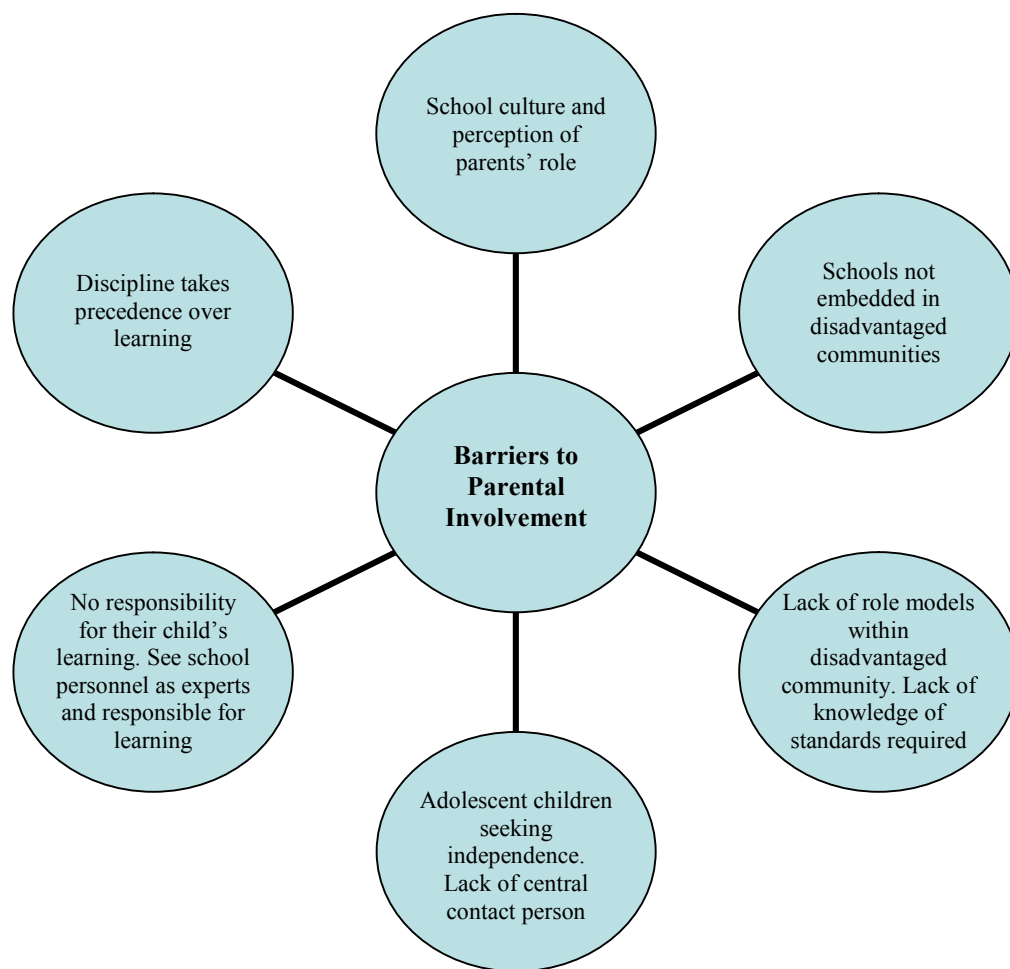 School culture and
perception of
parents’ role
Discipline takes
precedence over
learning
Schools not
embedded in
disadvantaged
communities
Barriers to
Parental
Involvement
No responsibility
for their child’s
learning. See school
personnel as experts
and responsible for
learning
Lack of role models
within
disadvantaged
community. Lack of
knowledge of
standards required
Adolescent children
seeking
independence.
Lack of central
contact person